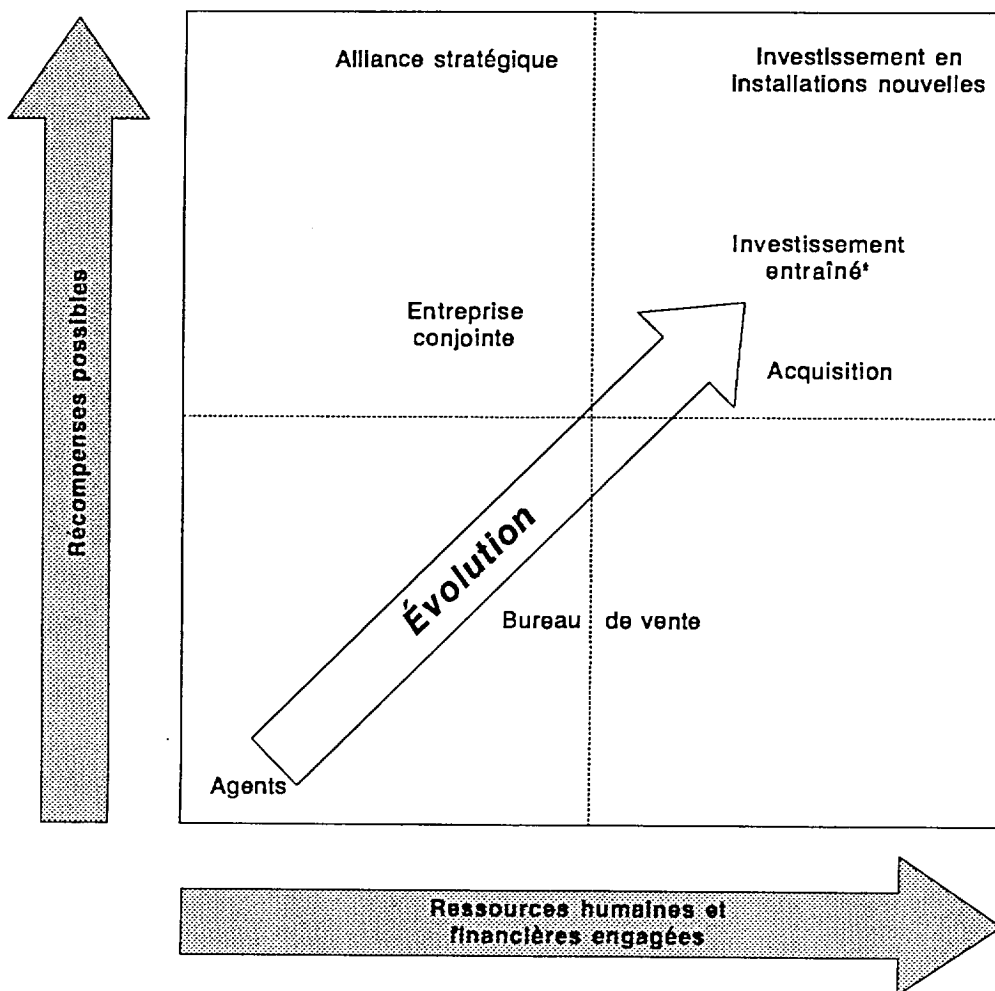 Récompenses possibles
Alliance stratégique
Investissement en
installations nouvelles
Investissement
entraîné*
Entreprise
conjointe
Acquisition
Évolution
Bureau de vente
Agents
Ressources humaines et
financières engagées